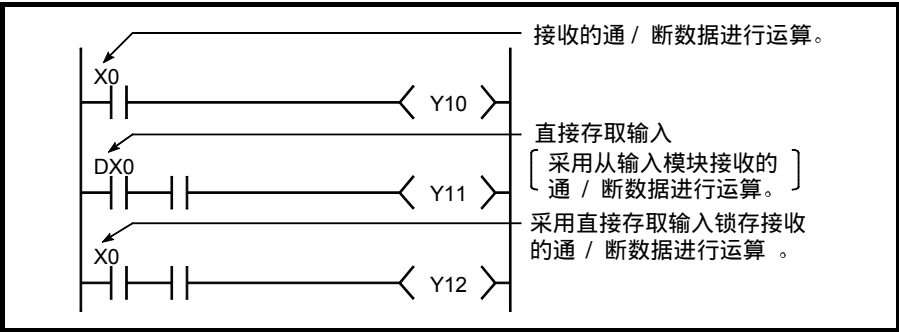 接收的通 / 断数据进行运算。
X0
Y10
直接存取输入
DX0
采用从输入模块接收的
通 / 断数据进行运算。
Y11
采用直接存取输入锁存接收
的通 / 断数据进行运算 。
X0
Y12